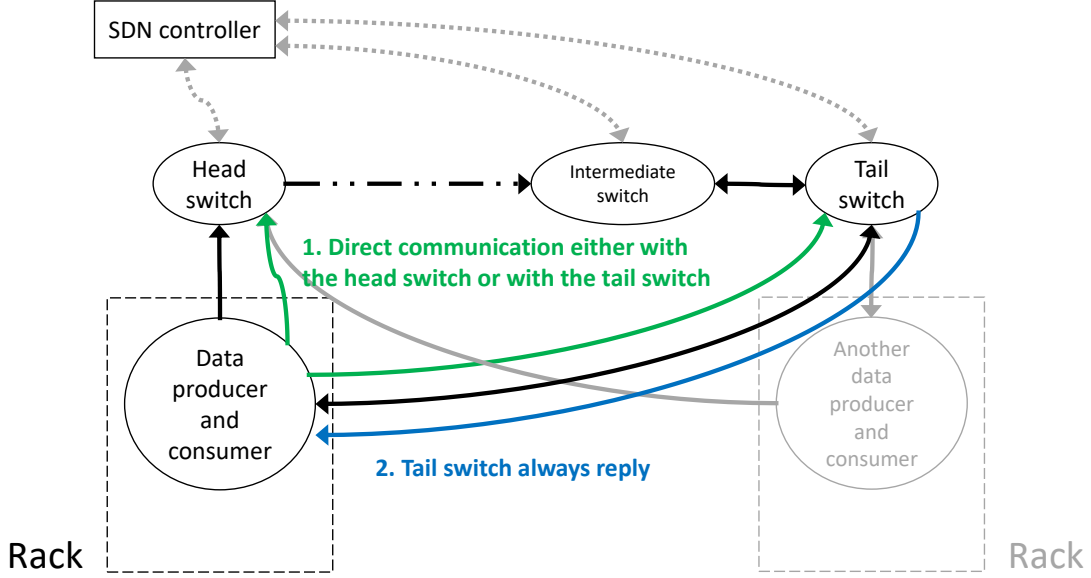 SDN controller
Head
switch
Intermediate
switch
Tail
switch
1. Direct communication either with
the head switch or with the tail switch
Data
producer
and
consumer
Another
data
producer
and
consumer
2. Tail switch always reply
Rack
Rack